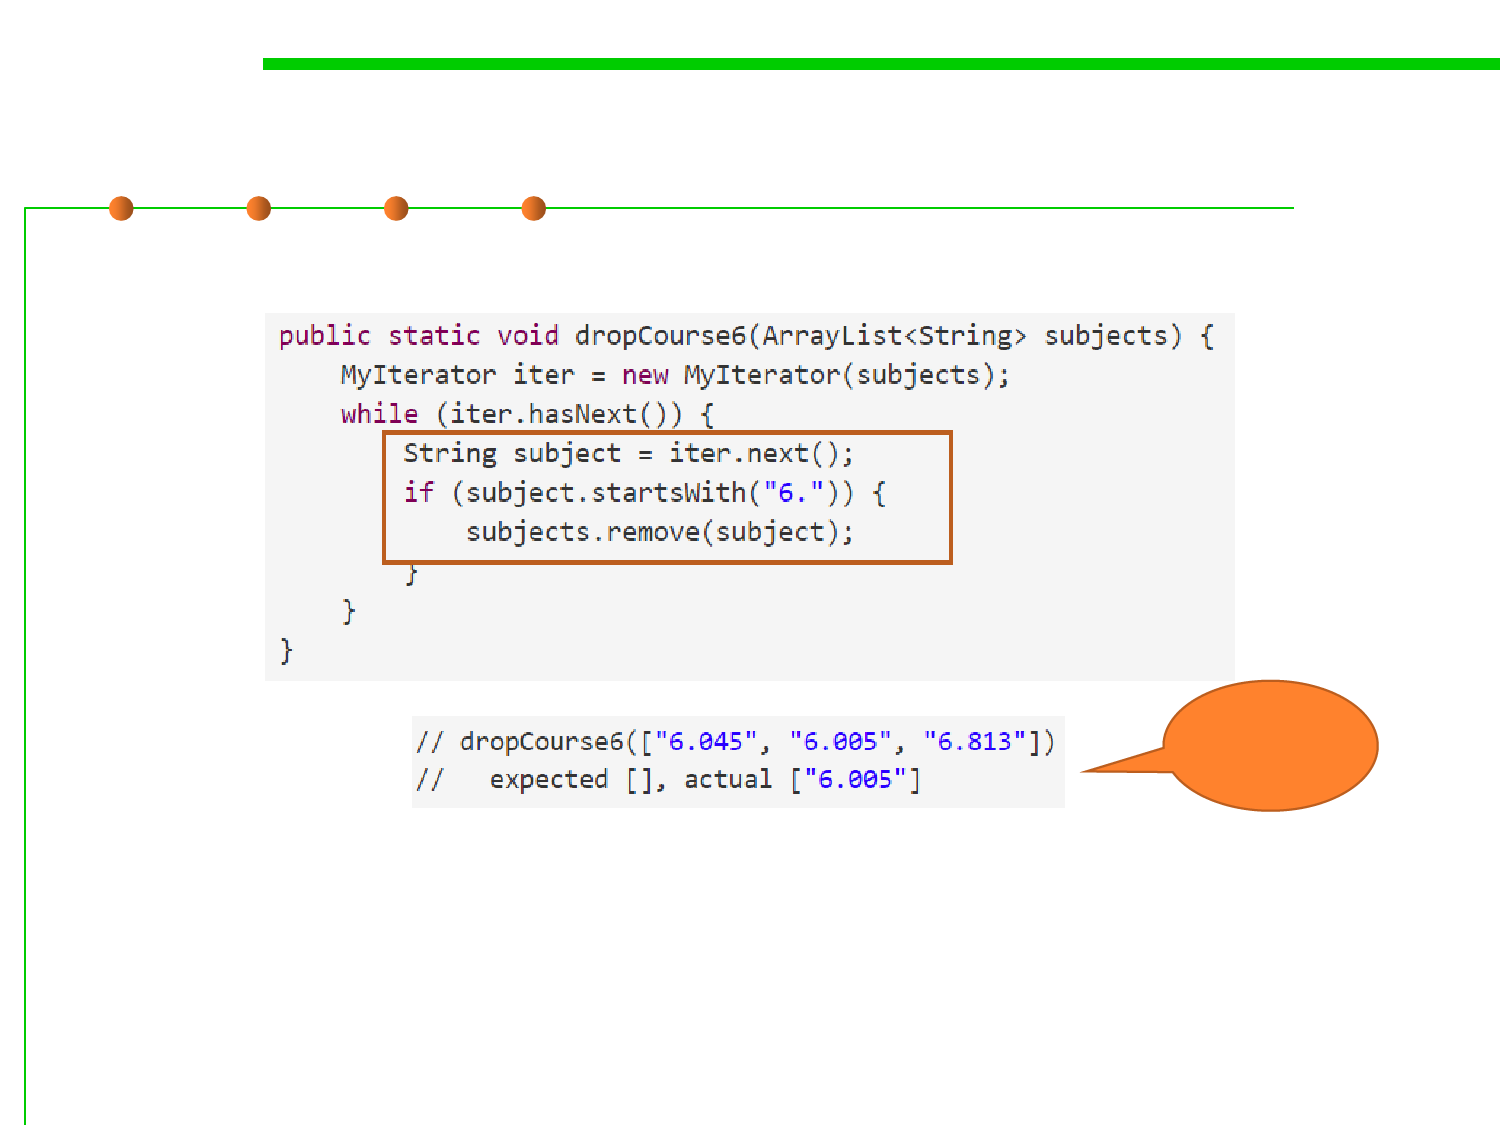 public static void dropCourse6(ArrayList<String> subjects) {
    MyIterator iter = new MyIterator(subjects);
    while (iter.hasNext()) {
        String subject = iter.next();
        if (subject.startsWith("6.")) {
            subjects.remove(subject);
        }
    }
}
// dropCourse6(["6.045", "6.005", "6.813"])
//   expected [], actual ["6.005"]